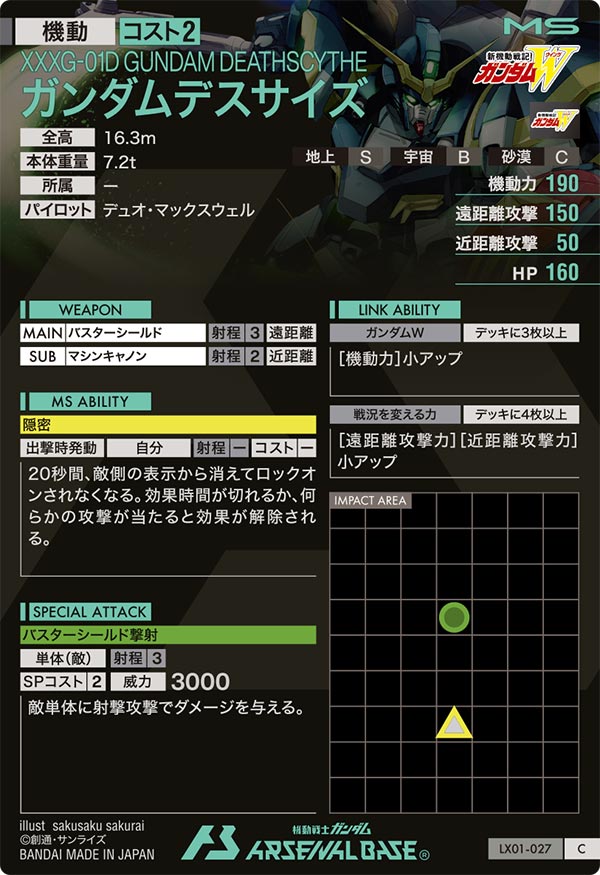 機動 コスト2
MS
XXXG-01D GUNDAM DEATHSCYTHE
ガンダムデスサイズ
新機動戦記 ガンダムW ウイング
新機動戦記 ガンダムW
全高 16.3m
本体重量 7.2t
所属 ―
パイロット デュオ・マックスウェル
地上 S 宇宙 B 砂漠 C
機動力 190
遠距離攻撃 150
近距離攻撃 50
HP 160
WEAPON
MAIN バスターシールド 射程 3 遠距離
SUB マシンキャノン 射程 2 近距離
MS ABILITY
隠密
出撃時発動 自分 射程 ― コスト ―
20秒間、敵側の表示から消えてロックオ
ンされなくなる。効果時間が切れるか、何
らかの攻撃が当たると効果が解除され
る。
SPECIAL ATTACK
バスターシールド撃射
単体(敵) 射程 3
SPコスト 2 威力 3000
敵単体に射撃攻撃でダメージを与える。
LINK ABILITY
ガンダムW デッキに3枚以上
[機動力]小アップ
戦況を変える力 デッキに4枚以上
[遠距離攻撃力][近距離攻撃力]
小アップ
IMPACT AREA
illust sakusaku sakurai
©創通・サンライズ
BANDAI MADE IN JAPAN
機動戦士ガンダム
AB ARSENAL BASE®
LX01-027 C